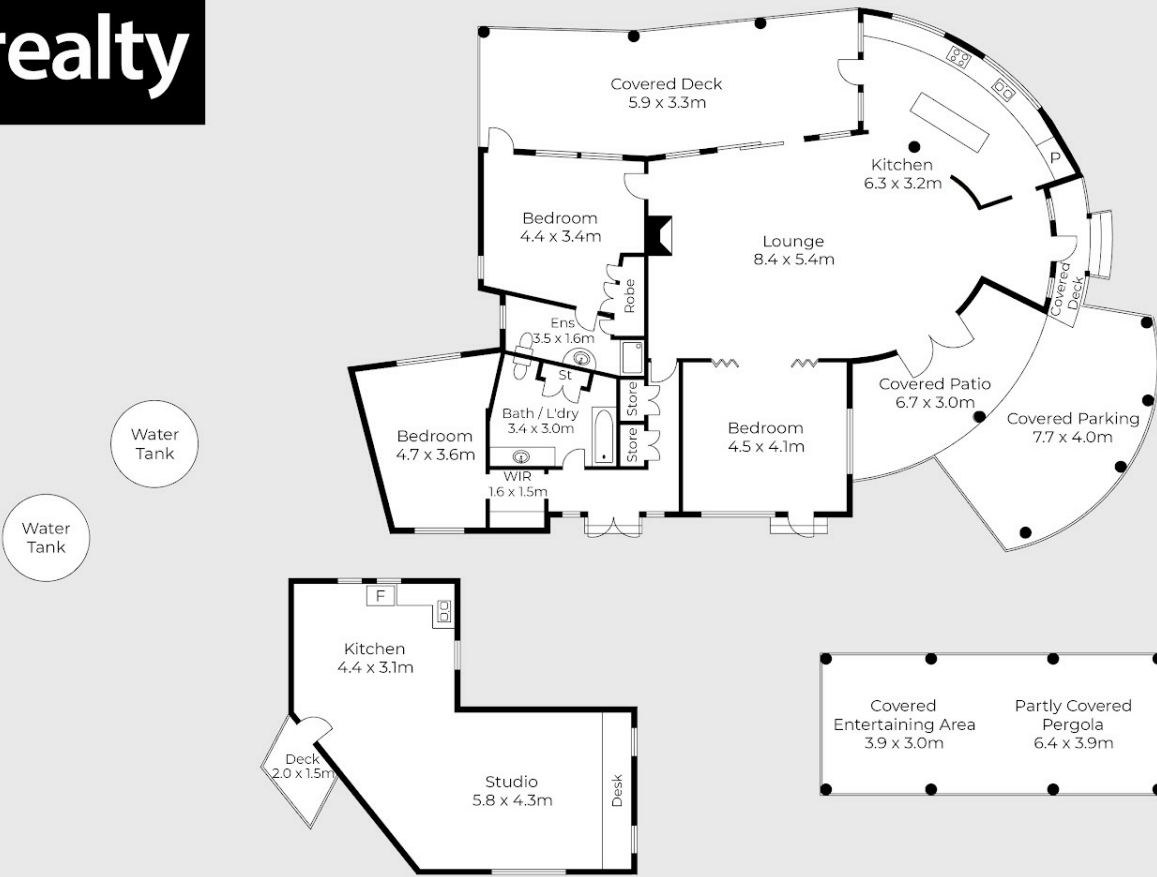 realty
Covered Deck
5.9 x 3.3m
Kitchen
6.3 x 3.2m
P
Bedroom
4.4 x 3.4m
Lounge
8.4 x 5.4m
Robe
Covered
Deck
Ens
3.5 x 1.6m
St
Store
Store
Bath / L'dry
3.4 x 3.0m
Covered Patio
6.7 x 3.0m
Covered Parking
7.7 x 4.0m
Bedroom
4.7 x 3.6m
Bedroom
4.5 x 4.1m
WIR
1.6 x 1.5m
Water
Tank
Water
Tank
F
Kitchen
4.4 x 3.1m
Deck
2.0 x 1.5m
Studio
5.8 x 4.3m
Desk
Covered
Entertaining Area
3.9 x 3.0m
Partly Covered
Pergola
6.4 x 3.9m